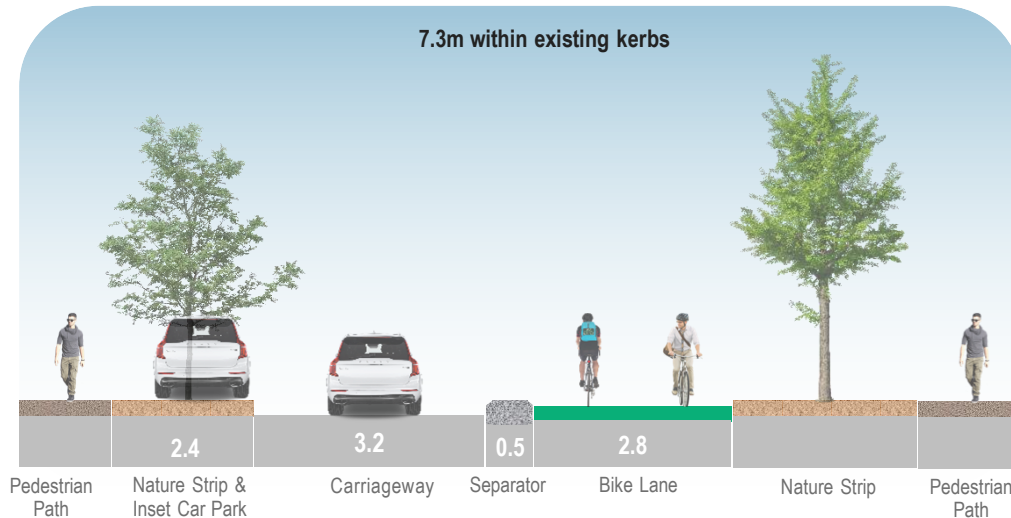 7.3m within existing kerbs
2.4
3.2
0.5
2.8
Pedestrian
Path
Nature Strip &
Inset Car Park
Carriageway
Separator
Bike Lane
Nature Strip
Pedestrian
Path